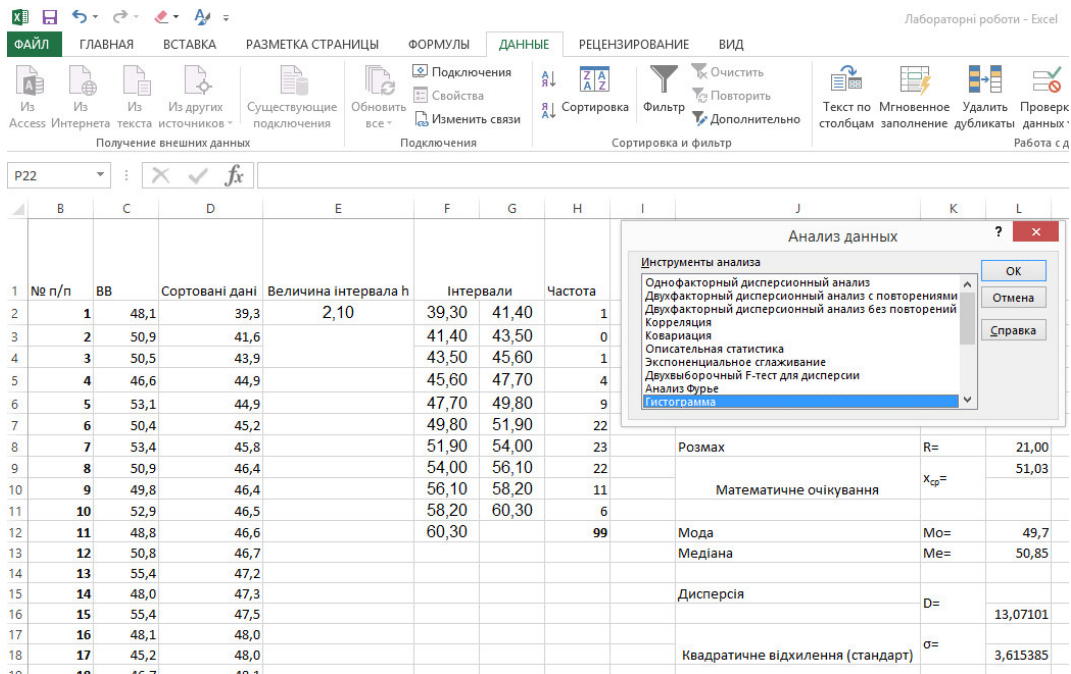 Лабораторні роботи - Excel
ФАЙЛ ГЛАВНАЯ ВСТАВКА РАЗМЕТКА СТРАНИЦЫ ФОРМУЛЫ ДАННЫЕ РЕЦЕНЗИРОВАНИЕ ВИД
Из Access
Из Интернета
Из текста
Из других источников
Существующие подключения
Получение внешних данных
Обновить все
Подключения
Свойства
Изменить связи
Подключения
Сортировка
Фильтр
Очистить
Повторить
Дополнительно
Сортировка и фильтр
Текст по столбцам
Мгновенное заполнение
Удалить дубликаты
Проверк данных
Работа с д
P22 fx
B C D E F G H I J K L
1 № п/п ВВ Сортовані дані Величина інтервала h Інтервали Частота
2 1 48,1 39,3 2,10 39,30 41,40 1
3 2 50,9 41,6 41,40 43,50 0
4 3 50,5 43,9 43,50 45,60 1
5 4 46,6 44,9 45,60 47,70 4
6 5 53,1 44,9 47,70 49,80 9
7 6 50,4 45,2 49,80 51,90 22
8 7 53,4 45,8 51,90 54,00 23 Розмах R= 21,00
9 8 50,9 46,4 54,00 56,10 22 51,03
10 9 49,8 46,4 56,10 58,20 11 Математичне очікування xср=
11 10 52,9 46,5 58,20 60,30 6
12 11 48,8 46,6 60,30 99 Мода Mo= 49,7
13 12 50,8 46,7 Медіана Me= 50,85
14 13 55,4 47,2
15 14 48,0 47,3 Дисперсія D=
16 15 55,4 47,5 13,07101
17 16 48,1 48,0 σ=
18 17 45,2 48,0 Квадратичне відхилення (стандарт) 3,615385
Анализ данных ? ×
Инструменты анализа
Однофакторный дисперсионный анализ
Двухфакторный дисперсионный анализ с повторениями
Двухфакторный дисперсионный анализ без повторений
Корреляция
Ковариация
Описательная статистика
Экспоненциальное сглаживание
Двухвыборочный F-тест для дисперсии
Анализ Фурье
Гистограмма
ОК
Отмена
Справка